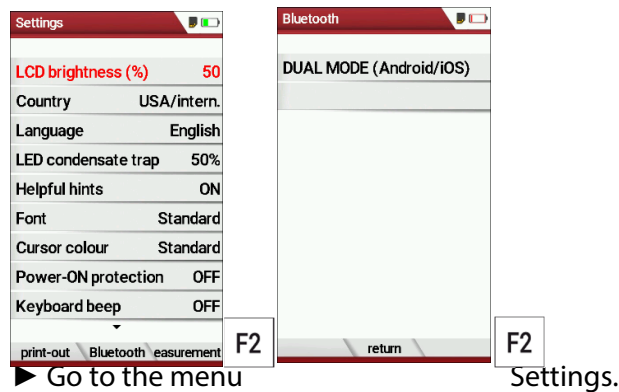 Settings
LCD brightness (%) 50
Country USA/intern.
Language English
LED condensate trap 50%
Helpful hints ON
Font Standard
Cursor colour Standard
Power-ON protection OFF
Keyboard beep OFF
print-out Bluetooth easurement
F2
Bluetooth
DUAL MODE (Android/iOS)
return
F2
► Go to the menu Settings.